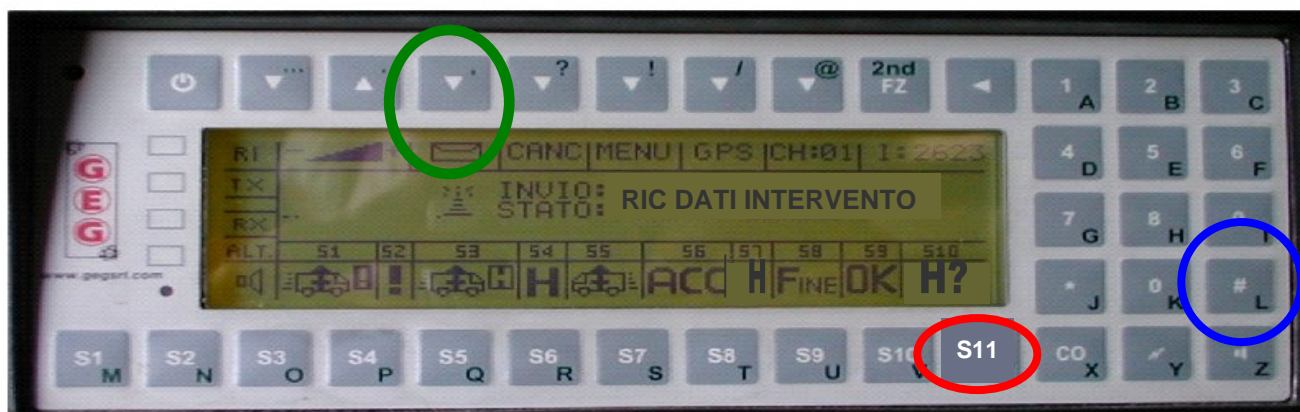 ... . . ? ! / @ 2nd FZ 1 A 2 B 3 C
4 D 5 E 6 F
RI CANC MENU GPS CH:01 I:2623
G E G
TX INVIO: RIC DATI INTERVENTO
STATO:
RX
7 G 8 H 9 I
ALT. S1 S2 S3 S4 S5 S6 S7 S8 S9 S10
! H H ACC H FINE OK H?
www.gegsrl.com
* J 0 K # L
S1 M S2 N S3 O S4 P S5 Q S6 R S7 S S8 T S9 U S10 V S11 CO X Y Z